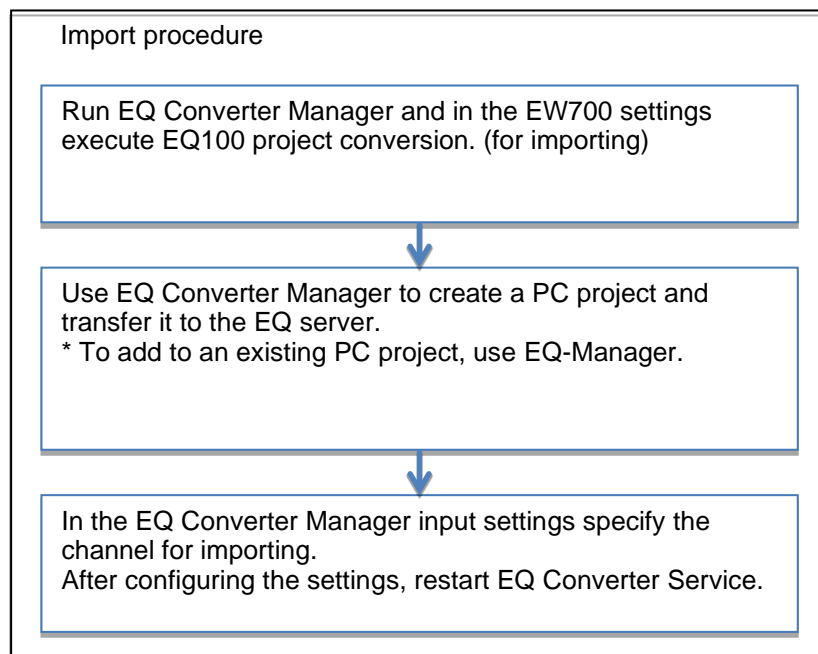 Import procedure
Run EQ Converter Manager and in the EW700 settings
execute EQ100 project conversion. (for importing)
Use EQ Converter Manager to create a PC project and
transfer it to the EQ server.
* To add to an existing PC project, use EQ-Manager.
In the EQ Converter Manager input settings specify the
channel for importing.
After configuring the settings, restart EQ Converter Service.